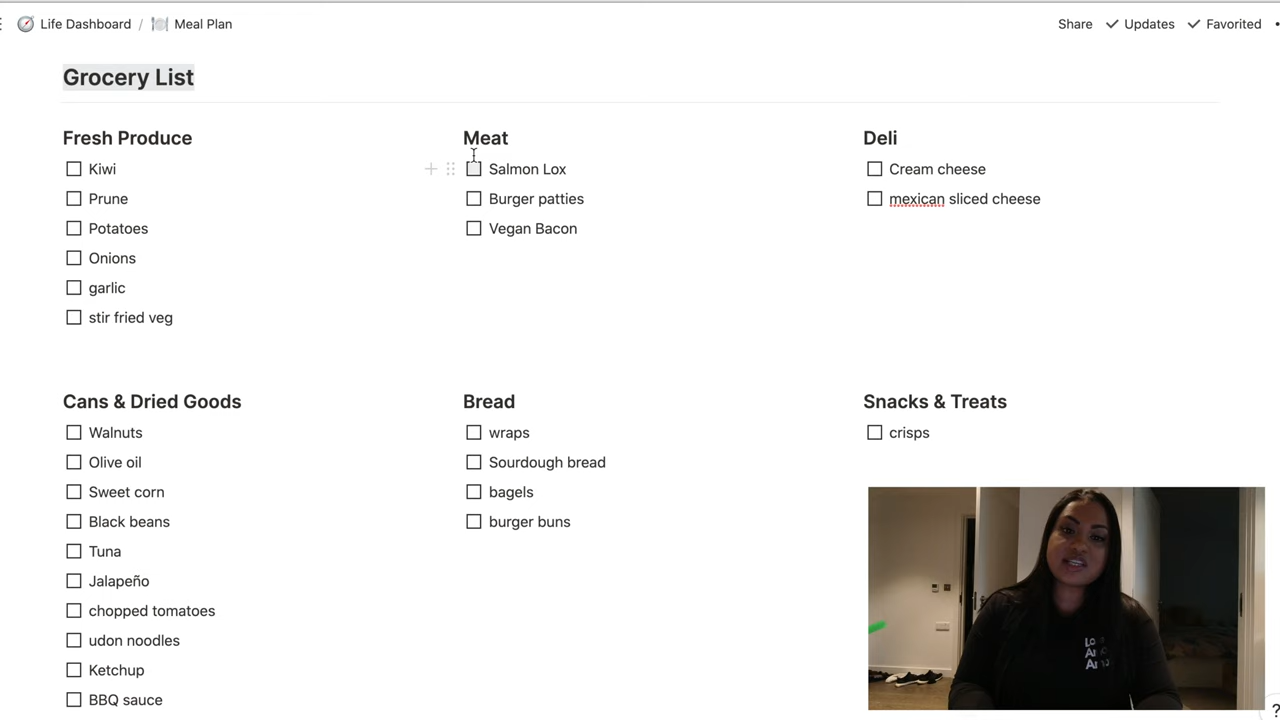 Life Dashboard / Meal Plan
Share Updates Favorited
Grocery List
Fresh Produce
Kiwi
Prune
Potatoes
Onions
garlic
stir fried veg
Meat
Salmon Lox
Burger patties
Vegan Bacon
Deli
Cream cheese
mexican sliced cheese
Cans & Dried Goods
Walnuts
Olive oil
Sweet corn
Black beans
Tuna
Jalapeño
chopped tomatoes
udon noodles
Ketchup
BBQ sauce
Bread
wraps
Sourdough bread
bagels
burger buns
Snacks & Treats
crisps
?